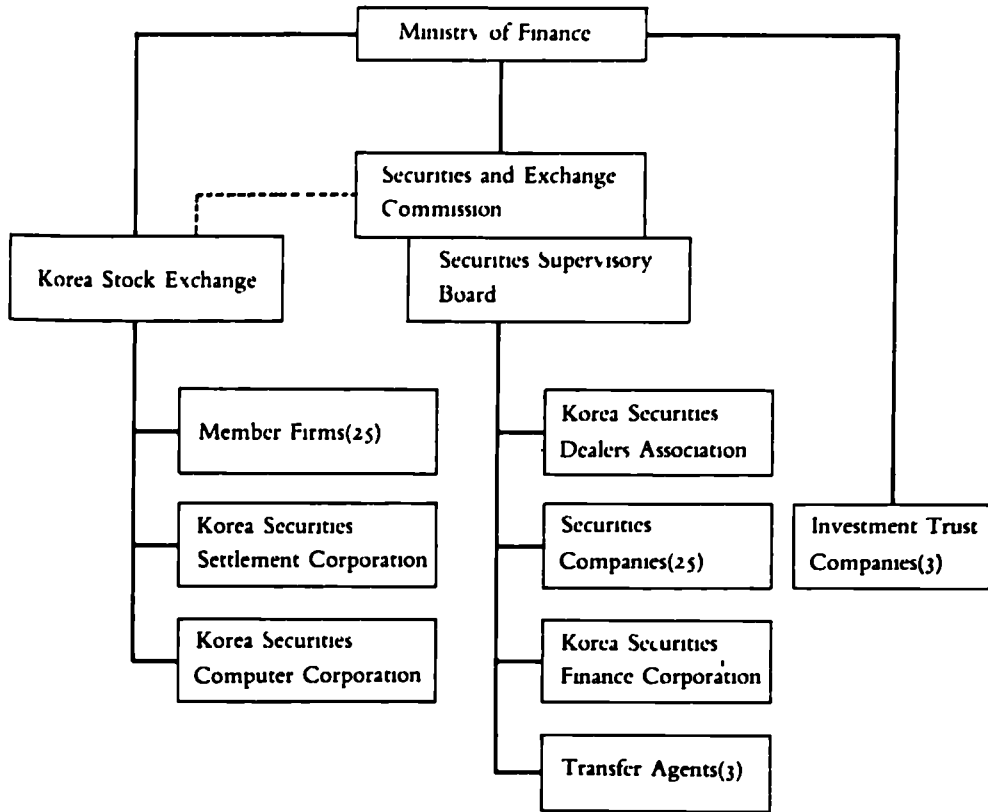 Ministry of Finance
Securities and Exchange
Commission
Korea Stock Exchange
Securities Supervisory
Board
Member Firms(25)
Korea Securities
Settlement Corporation
Korea Securities
Computer Corporation
Korea Securities
Dealers Association
Securities
Companies(25)
Korea Securities
Finance Corporation
Transfer Agents(3)
Investment Trust
Companies(3)